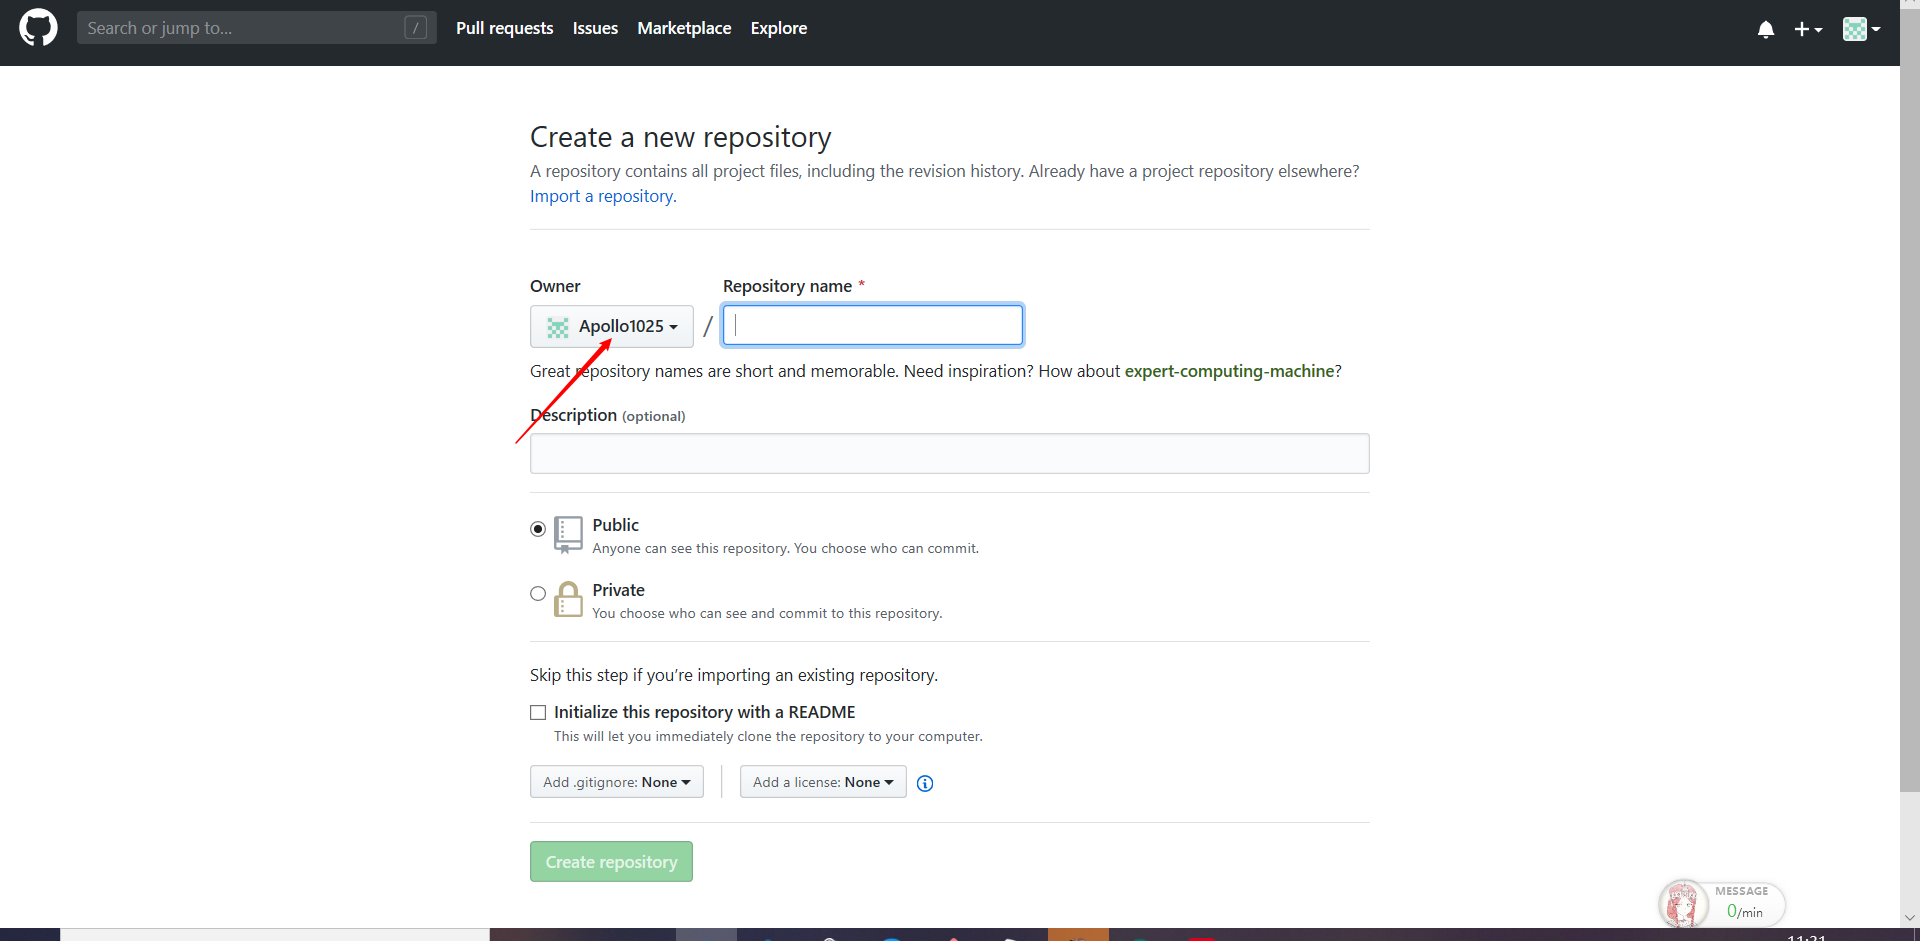 Search or jump to... /
Pull requests Issues Marketplace Explore
Create a new repository
A repository contains all project files, including the revision history. Already have a project repository elsewhere?
Import a repository.
Owner
Repository name *
Apollo1025 /
Great repository names are short and memorable. Need inspiration? How about expert-computing-machine?
Description (optional)
Public
Anyone can see this repository. You choose who can commit.
Private
You choose who can see and commit to this repository.
Skip this step if you’re importing an existing repository.
Initialize this repository with a README
This will let you immediately clone the repository to your computer.
Add .gitignore: None
Add a license: None
Create repository
MESSAGE
0/min